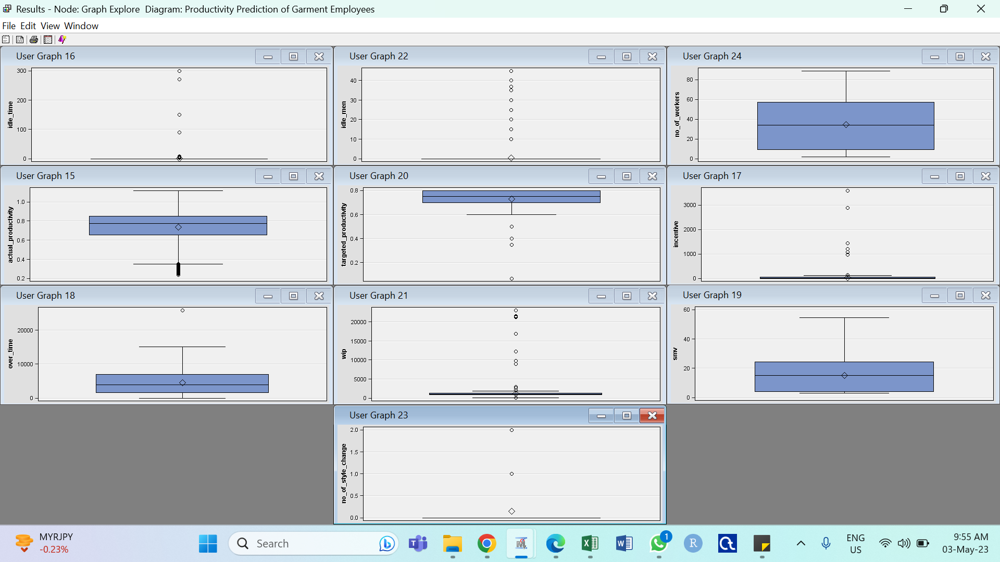 Results - Node: Graph Explore Diagram: Productivity Prediction of Garment Employees
File Edit View Window
User Graph 16
300
200
100
0
idle_time
User Graph 22
40
30
20
10
0
idle_men
User Graph 24
80
60
40
20
0
no_of_workers
User Graph 15
1.0
0.8
0.6
0.4
0.2
actual_productivity
User Graph 20
0.8
0.6
0.4
0.2
targeted_productivity
User Graph 17
3000
2000
1000
0
incentive
User Graph 18
20000
10000
0
over_time
User Graph 21
20000
15000
10000
5000
0
wip
User Graph 19
60
40
20
0
smv
User Graph 23
2.0
1.5
1.0
0.5
0.0
no_of_style_change
MYRJPY
-0.23%
Search
1
ENG
US
9:55 AM
03-May-23